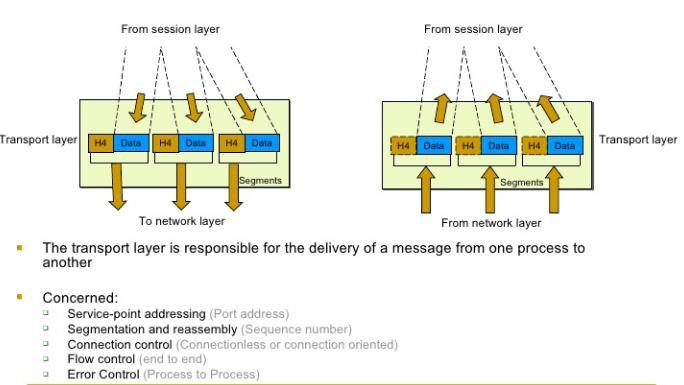 From session layer
From session layer
Transport layer
H4 Data H4 Data H4 Data
Segments
To network layer
H4 Data H4 Data H4 Data
Transport layer
Segments
From network layer
The transport layer is responsible for the delivery of a message from one process to
another
Concerned:
Service-point addressing (Port address)
Segmentation and reassembly (Sequence number)
Connection control (Connectionless or connection oriented)
Flow control (end to end)
Error Control (Process to Process)